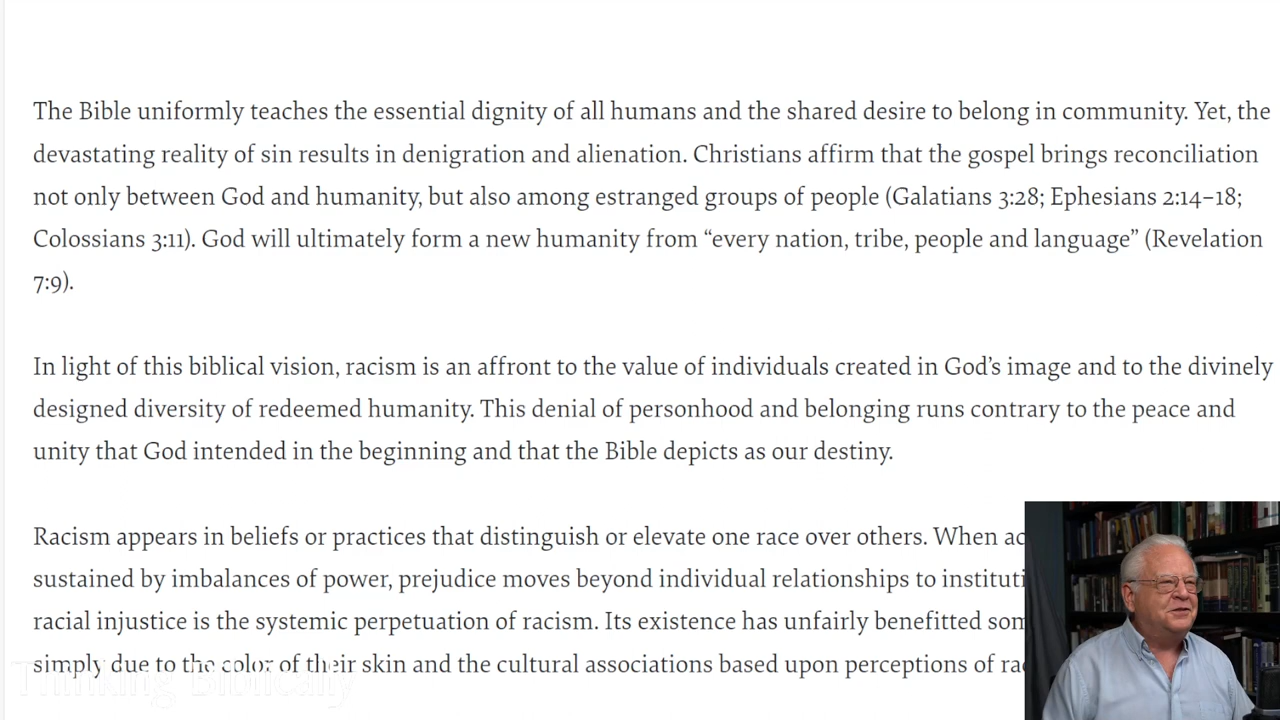 The Bible uniformly teaches the essential dignity of all humans and the shared desire to belong in community. Yet, the
devastating reality of sin results in denigration and alienation. Christians affirm that the gospel brings reconciliation
not only between God and humanity, but also among estranged groups of people (Galatians 3:28; Ephesians 2:14–18;
Colossians 3:11). God will ultimately form a new humanity from “every nation, tribe, people and language” (Revelation
7:9).
In light of this biblical vision, racism is an affront to the value of individuals created in God’s image and to the divinely
designed diversity of redeemed humanity. This denial of personhood and belonging runs contrary to the peace and
unity that God intended in the beginning and that the Bible depicts as our destiny.
Racism appears in beliefs or practices that distinguish or elevate one race over others. When
sustained by imbalances of power, prejudice moves beyond individual relationships to
racial injustice is the systemic perpetuation of racism. Its existence has unfairly benefitted
simply due to the color of their skin and the cultural associations based upon perceptions of
Thinking Biblically